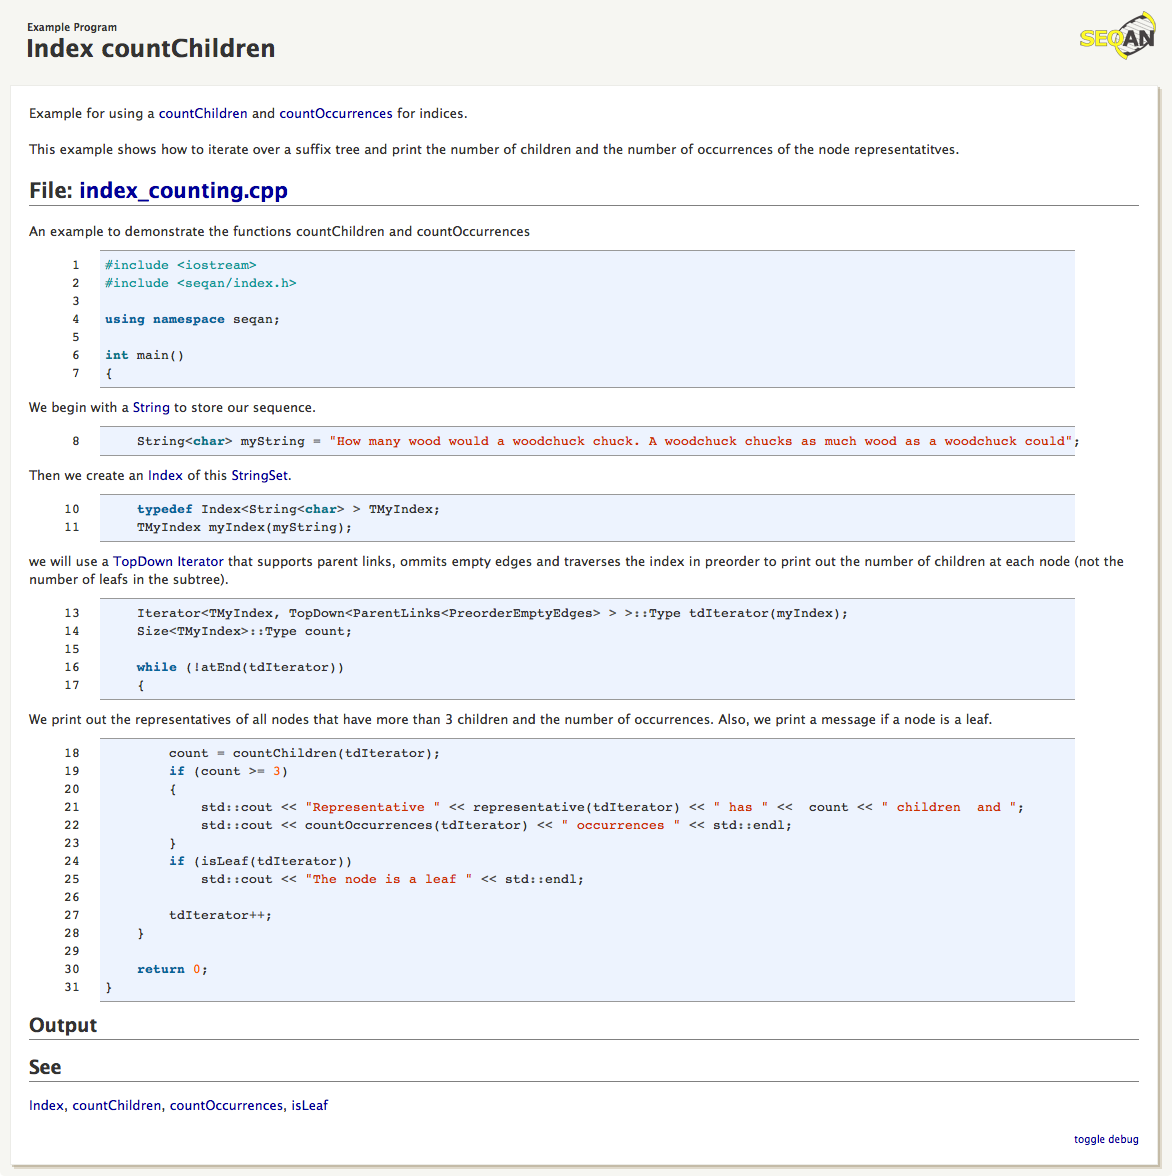 Example Program
Index countChildren
SEQAN
Example for using a countChildren and countOccurrences for indices.
This example shows how to iterate over a suffix tree and print the number of children and the number of occurrences of the node representatitves.
File: index_counting.cpp
An example to demonstrate the functions countChildren and countOccurrences
1 #include <iostream>
2 #include <seqan/index.h>
3
4 using namespace seqan;
5
6 int main()
7 {
We begin with a String to store our sequence.
8 String<char> myString = "How many wood would a woodchuck chuck. A woodchuck chucks as much wood as a woodchuck could";
Then we create an Index of this StringSet.
10 typedef Index<String<char> > TMyIndex;
11 TMyIndex myIndex(myString);
we will use a TopDown Iterator that supports parent links, ommits empty edges and traverses the index in preorder to print out the number of children at each node (not the
number of leafs in the subtree).
13 Iterator<TMyIndex, TopDown<ParentLinks<PreorderEmptyEdges> > >::Type tdIterator(myIndex);
14 Size<TMyIndex>::Type count;
15
16 while (!atEnd(tdIterator))
17 {
We print out the representatives of all nodes that have more than 3 children and the number of occurrences. Also, we print a message if a node is a leaf.
18 count = countChildren(tdIterator);
19 if (count >= 3)
20 {
21 std::cout << "Representative " << representative(tdIterator) << " has " <<  count << " children  and ";
22 std::cout << countOccurrences(tdIterator) << " occurrences " << std::endl;
23 }
24 if (isLeaf(tdIterator))
25 std::cout << "The node is a leaf " << std::endl;
26
27 tdIterator++;
28 }
29
30 return 0;
31 }
Output
See
Index, countChildren, countOccurrences, isLeaf
toggle debug